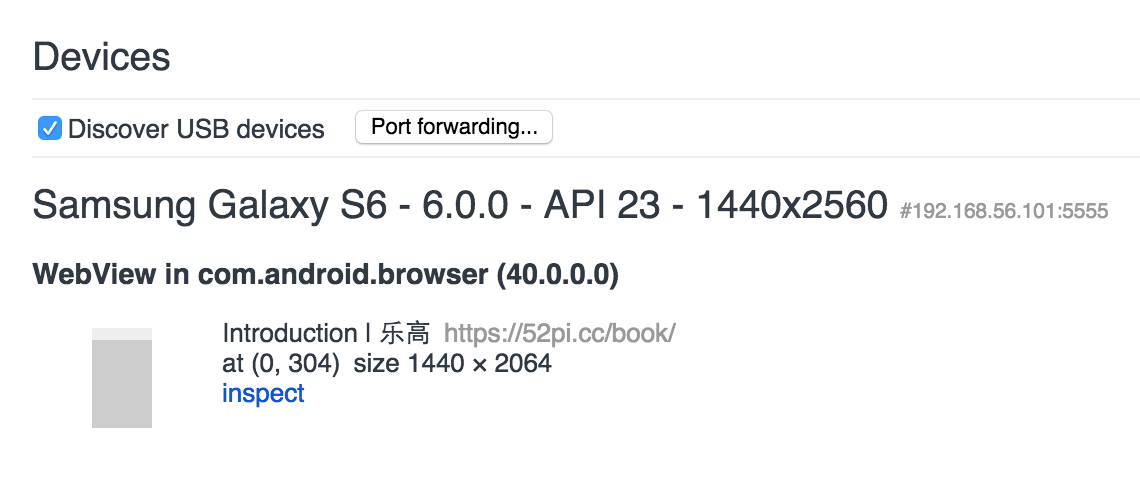 Devices
Discover USB devices Port forwarding...
Samsung Galaxy S6 - 6.0.0 - API 23 - 1440x2560 #192.168.56.101:5555
WebView in com.android.browser (40.0.0.0)
Introduction | 乐高 https://52pi.cc/book/
at (0, 304) size 1440 × 2064
inspect